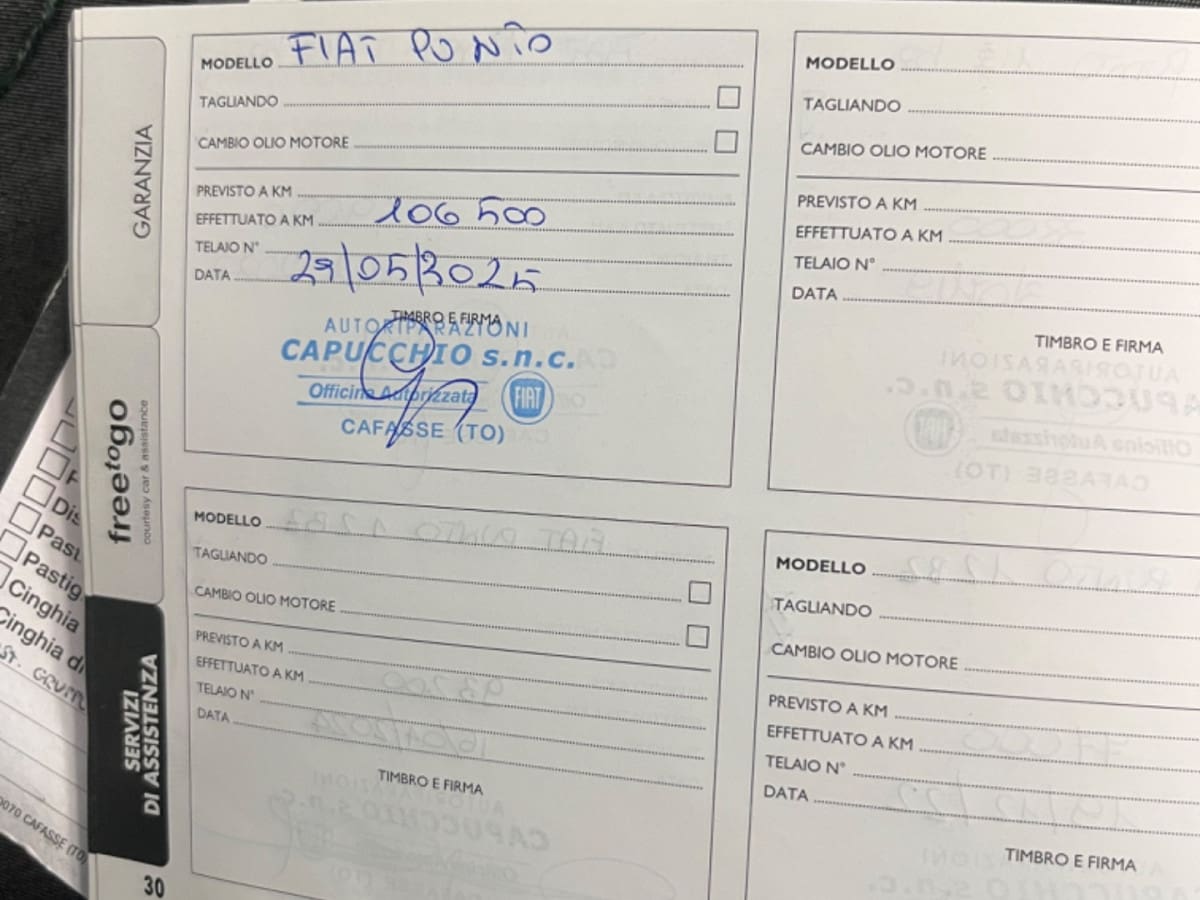 GARANZIA
freetogo
courtesy car & assistance
SERVIZI
DI ASSISTENZA
30
MODELLO FIAT PUNTO
TAGLIANDO
CAMBIO OLIO MOTORE
PREVISTO A KM
EFFETTUATO A KM 106 500
TELAIO N°
DATA 29/05/2025
TIMBRO E FIRMA
AUTORIPARAZIONI
CAPUCCHIO s.n.c.
Officina Autorizzata FIAT
CAFASSE (TO)
MODELLO
TAGLIANDO
CAMBIO OLIO MOTORE
PREVISTO A KM
EFFETTUATO A KM
TELAIO N°
DATA
TIMBRO E FIRMA
MODELLO
TAGLIANDO
CAMBIO OLIO MOTORE
PREVISTO A KM
EFFETTUATO A KM
TELAIO N°
DATA
TIMBRO E FIRMA
MODELLO
TAGLIANDO
CAMBIO OLIO MOTORE
PREVISTO A KM
EFFETTUATO A KM
TELAIO N°
DATA
TIMBRO E FIRMA
Pastig
Cinghia
Cinghia di
CAFASSE (TO)